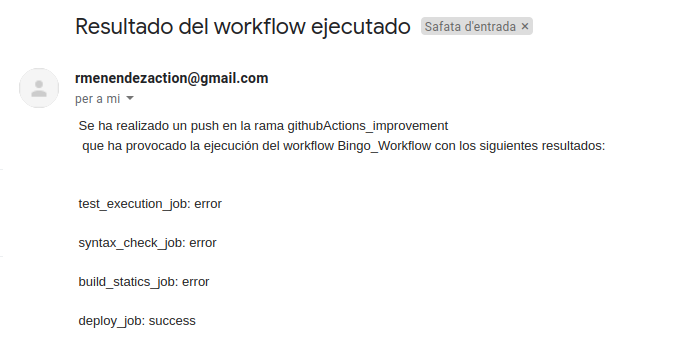 Resultado del workflow ejecutado Safata d'entrada ×
rmenendezaction@gmail.com
per a mi
Se ha realizado un push en la rama githubActions_improvement
que ha provocado la ejecución del workflow Bingo_Workflow con los siguientes resultados:
test_execution_job: error
syntax_check_job: error
build_statics_job: error
deploy_job: success